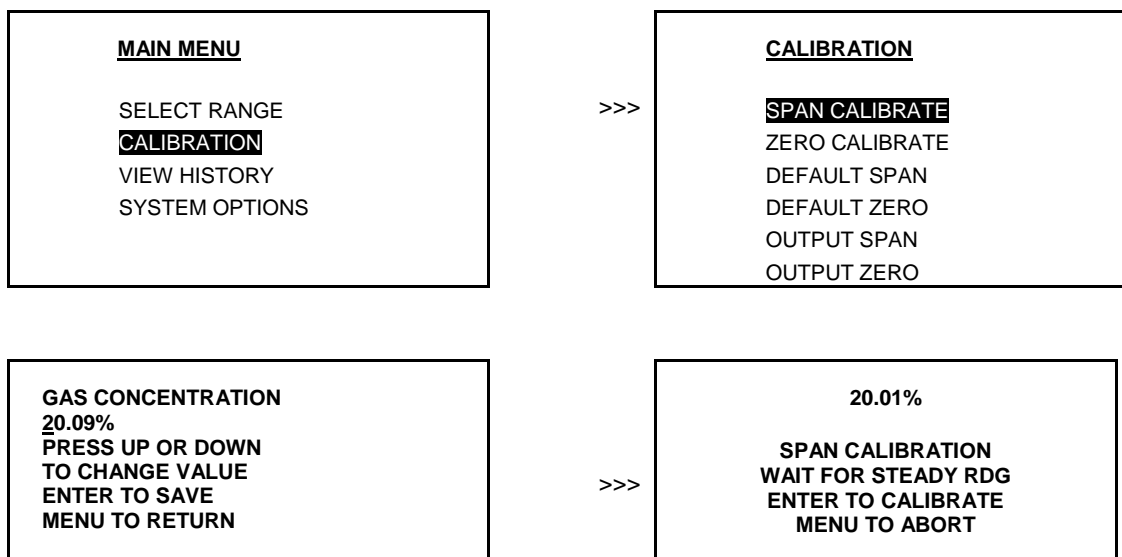 MAIN MENU
SELECT RANGE
CALIBRATION
VIEW HISTORY
SYSTEM OPTIONS
>>>
CALIBRATION
SPAN CALIBRATE
ZERO CALIBRATE
DEFAULT SPAN
DEFAULT ZERO
OUTPUT SPAN
OUTPUT ZERO
GAS CONCENTRATION
20.09%
PRESS UP OR DOWN
TO CHANGE VALUE
ENTER TO SAVE
MENU TO RETURN
>>>
20.01%
SPAN CALIBRATION
WAIT FOR STEADY RDG
ENTER TO CALIBRATE
MENU TO ABORT